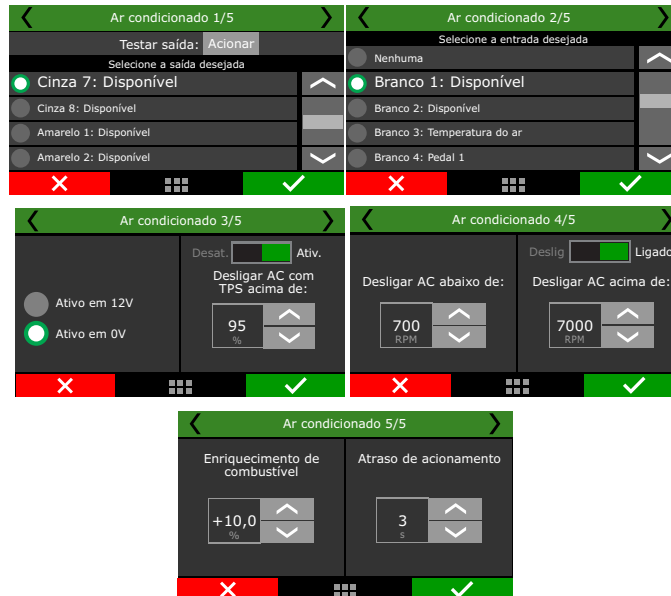 Ar condicionado 1/5
Testar saída: Acionar
Selecione a saída desejada
Cinza 7: Disponível
Cinza 8: Disponível
Amarelo 1: Disponível
Amarelo 2: Disponível
Ar condicionado 2/5
Selecione a entrada desejada
Nenhuma
Branco 1: Disponível
Branco 2: Disponível
Branco 3: Temperatura do ar
Branco 4: Pedal 1
Ar condicionado 3/5
Ativo em 12V
Ativo em 0V
Desat. Ativ.
Desligar AC com
TPS acima de:
95
%
Ar condicionado 4/5
Desligar AC abaixo de:
700
RPM
Deslig Ligado
Desligar AC acima de:
7000
RPM
Ar condicionado 5/5
Enriquecimento de
combustível
+10,0
%
Atraso de acionamento
3
s